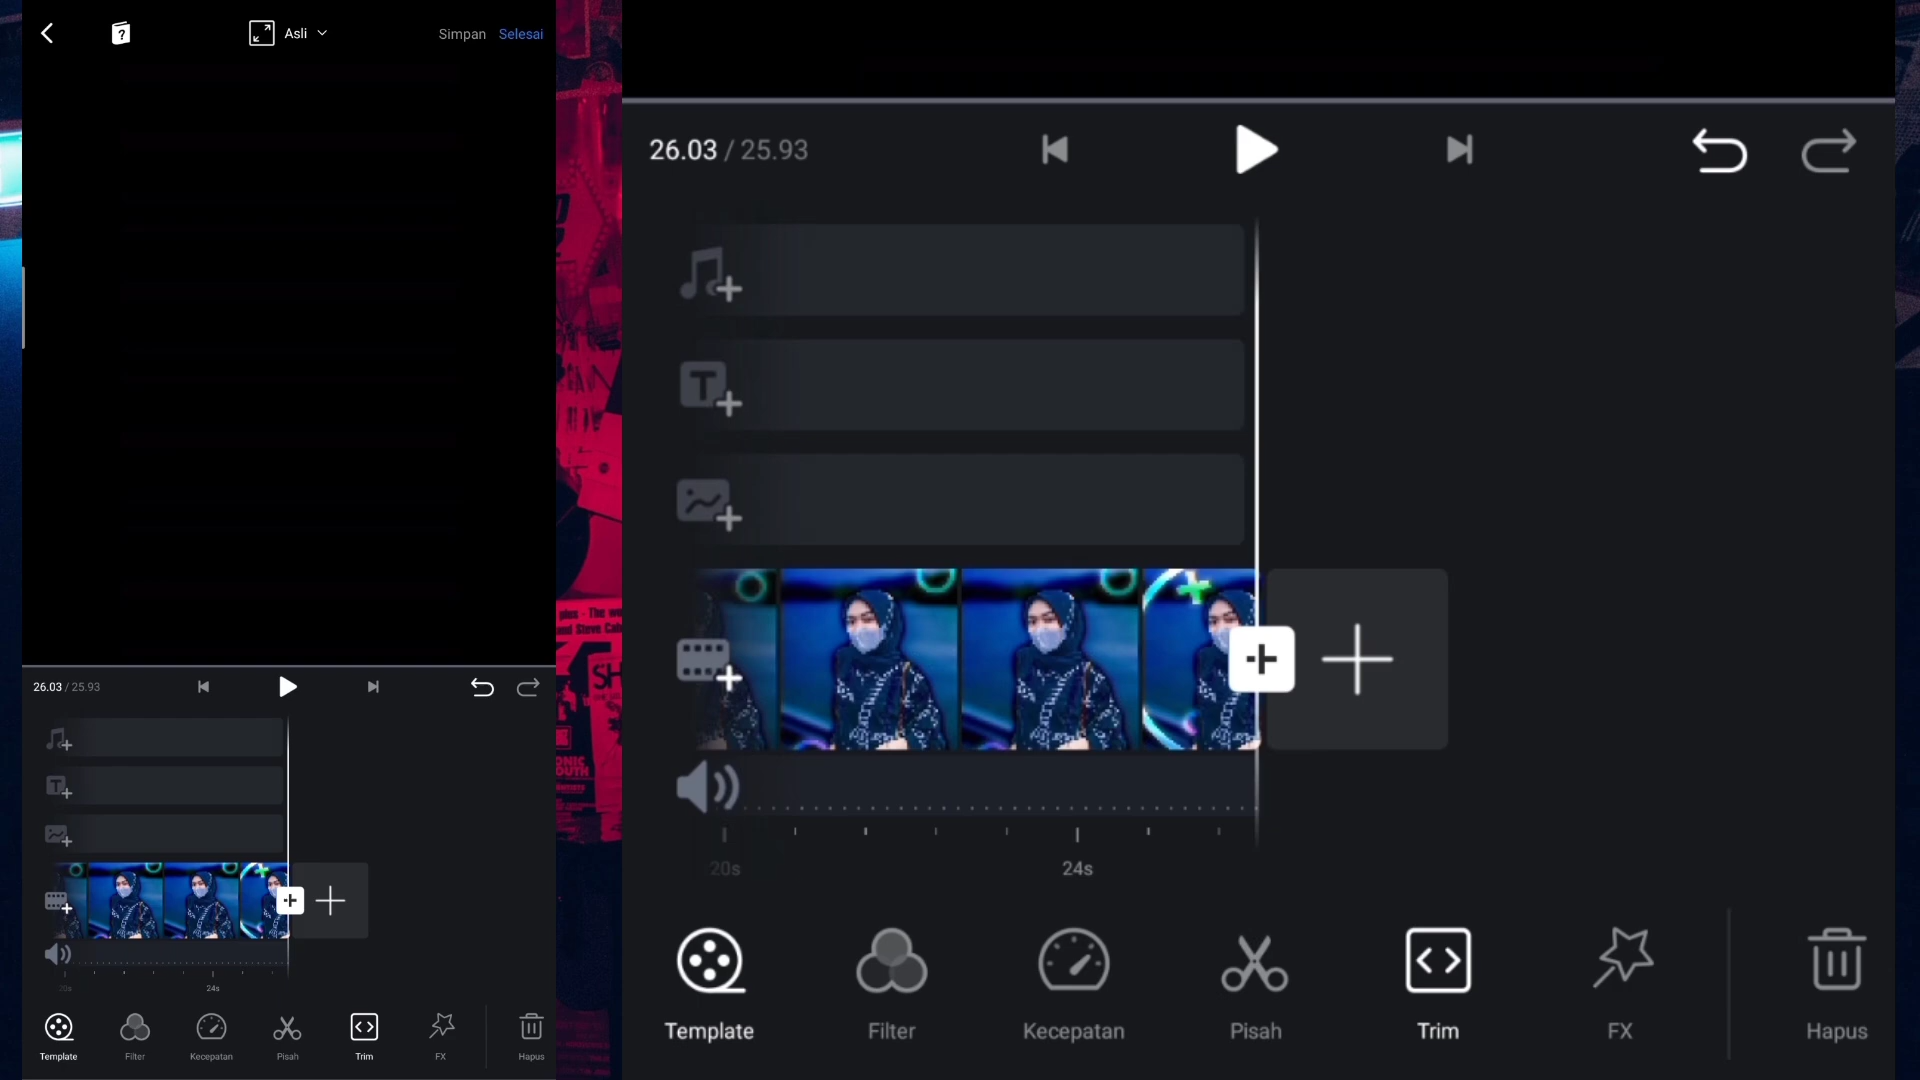 Asli
Simpan Selesai
26.03 / 25.93
20s
24s
Template Filter Kecepatan Pisah Trim FX Hapus
26.03 / 25.93
20s
24s
Template Filter Kecepatan Pisah Trim FX Hapus